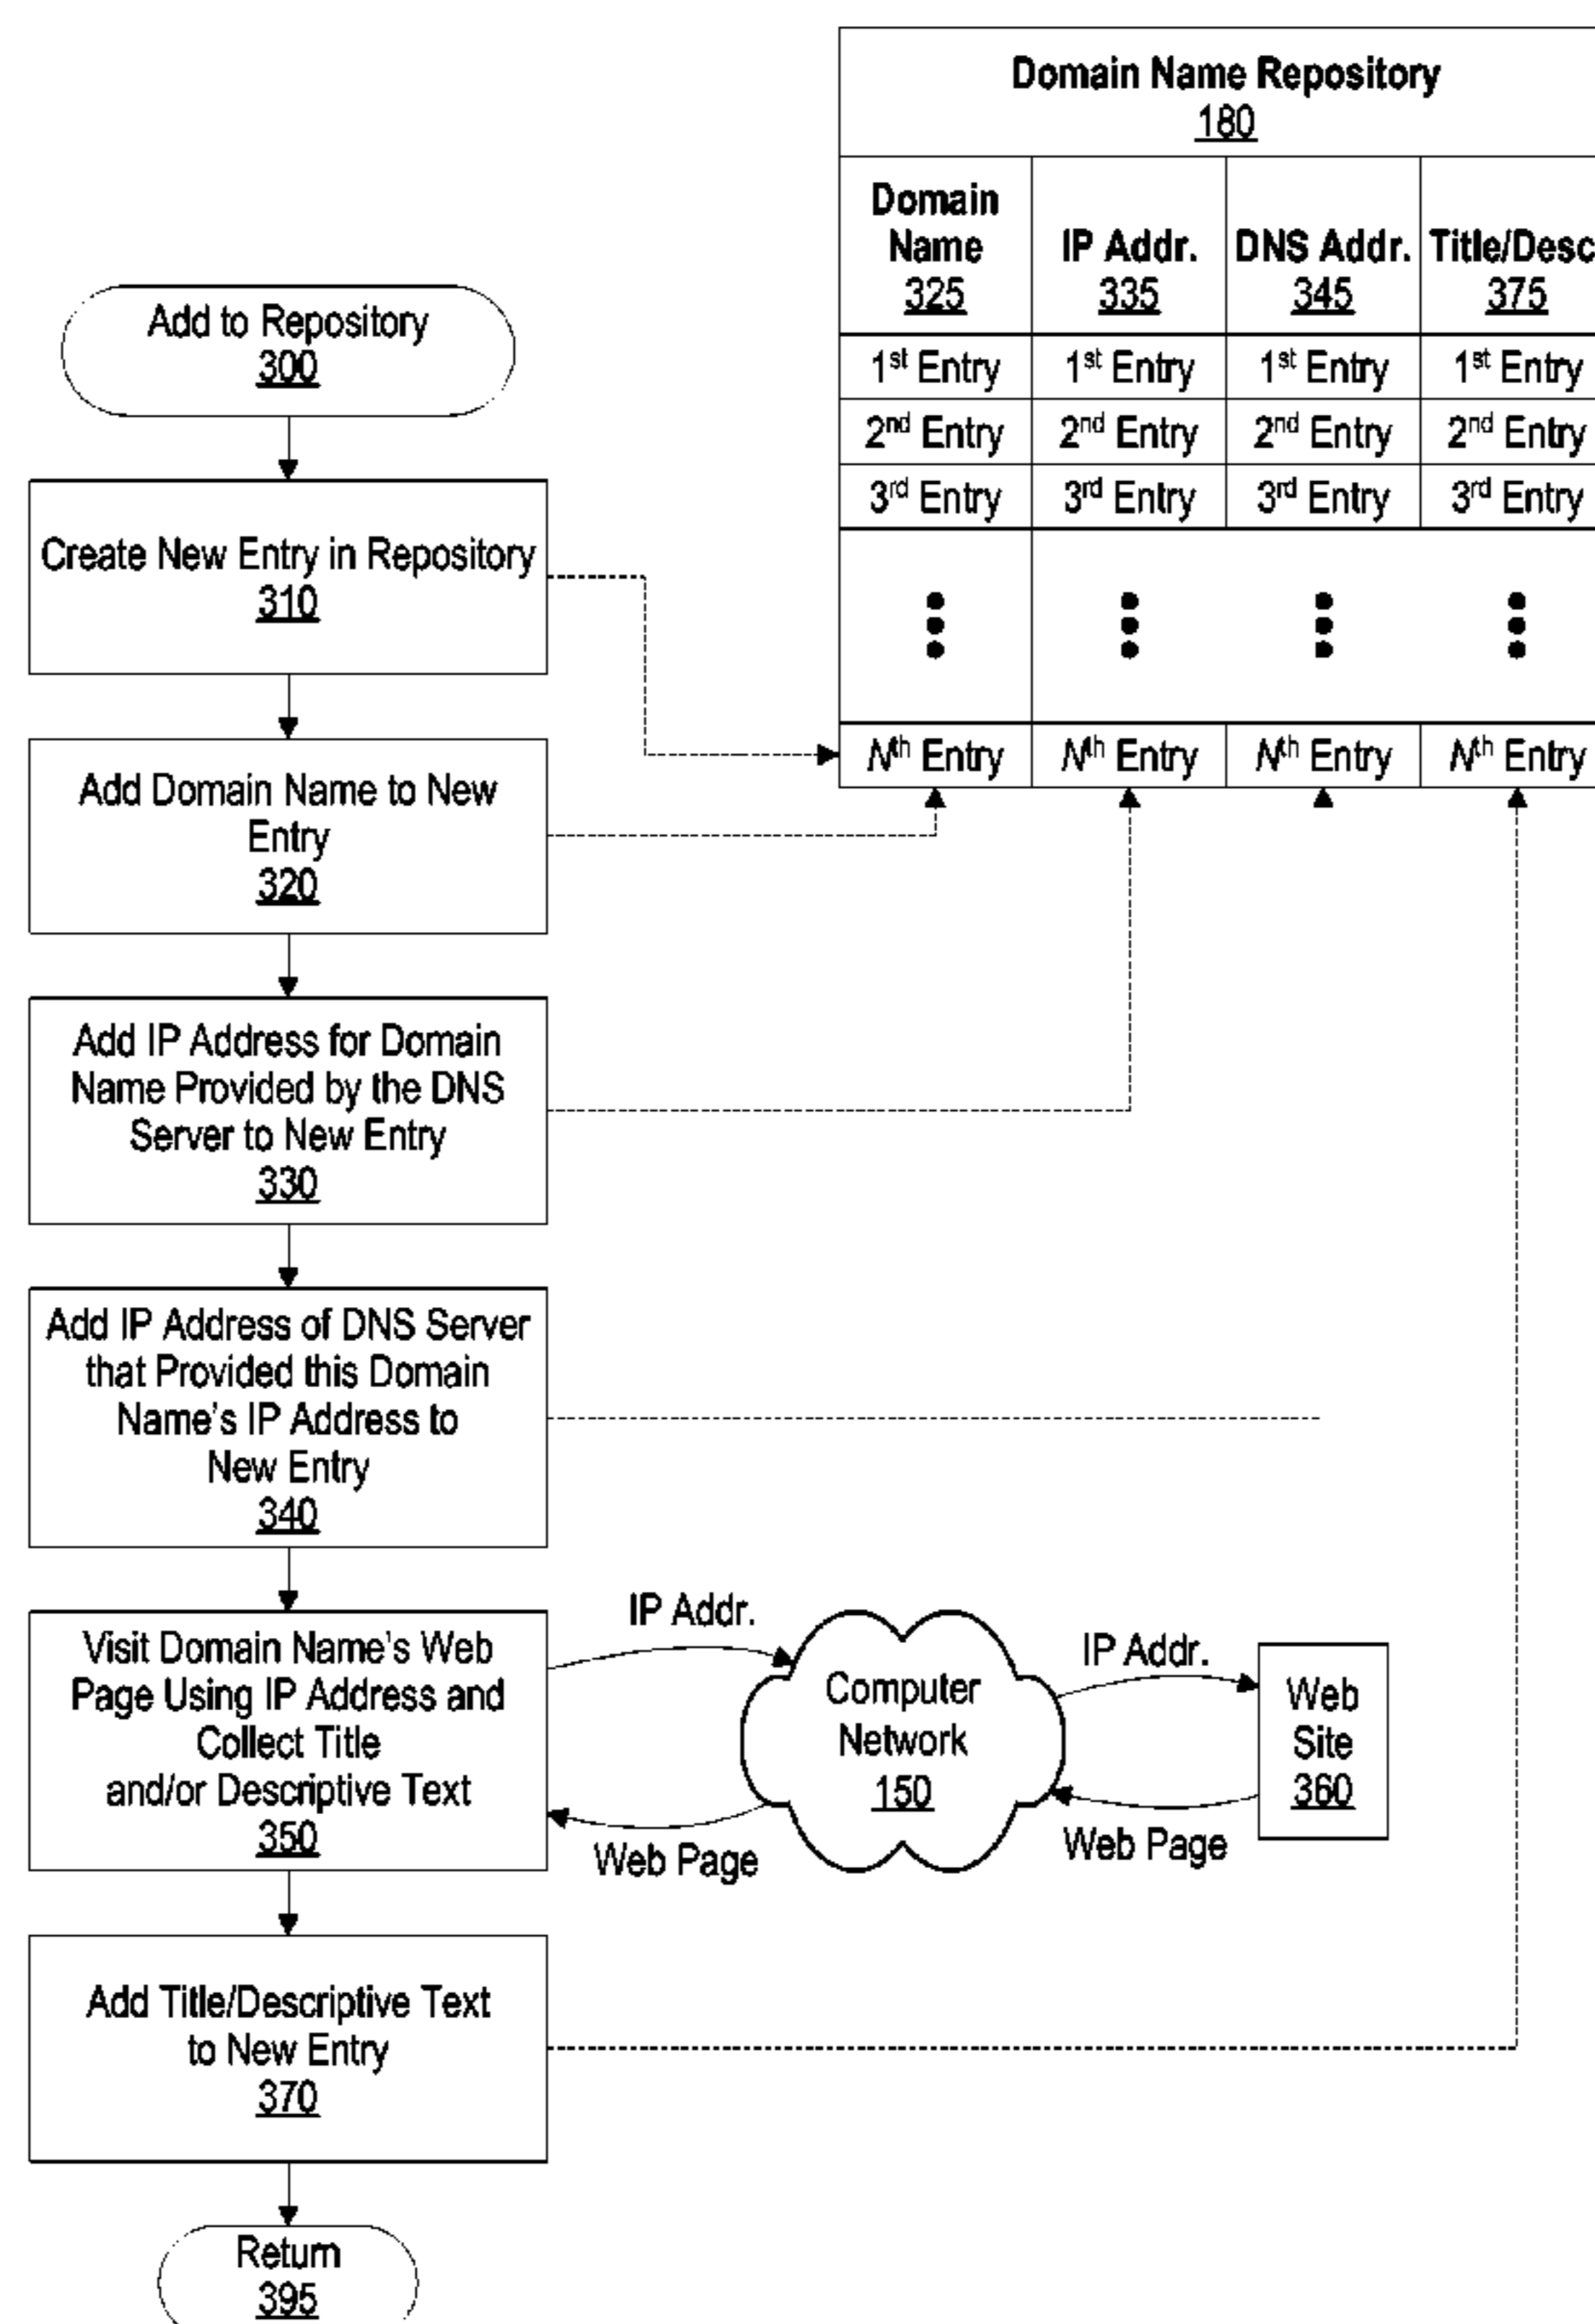 Domain Name Repository
180
Domain
Name
325
IP Addr.
335
DNS Addr.
345
Title/Desc
375
1st Entry 1st Entry 1st Entry 1st Entry
2nd Entry 2nd Entry 2nd Entry 2nd Entry
3rd Entry 3rd Entry 3rd Entry 3rd Entry
Nth Entry Nth Entry Nth Entry Nth Entry
Add to Repository
300
Create New Entry in Repository
310
Add Domain Name to New
Entry
320
Add IP Address for Domain
Name Provided by the DNS
Server to New Entry
330
Add IP Address of DNS Server
that Provided this Domain
Name's IP Address to
New Entry
340
Visit Domain Name's Web
Page Using IP Address and
Collect Title
and/or Descriptive Text
350
IP Addr.
Web Page
Computer
Network
150
IP Addr.
Web Page
Web
Site
360
Add Title/Descriptive Text
to New Entry
370
Return
395